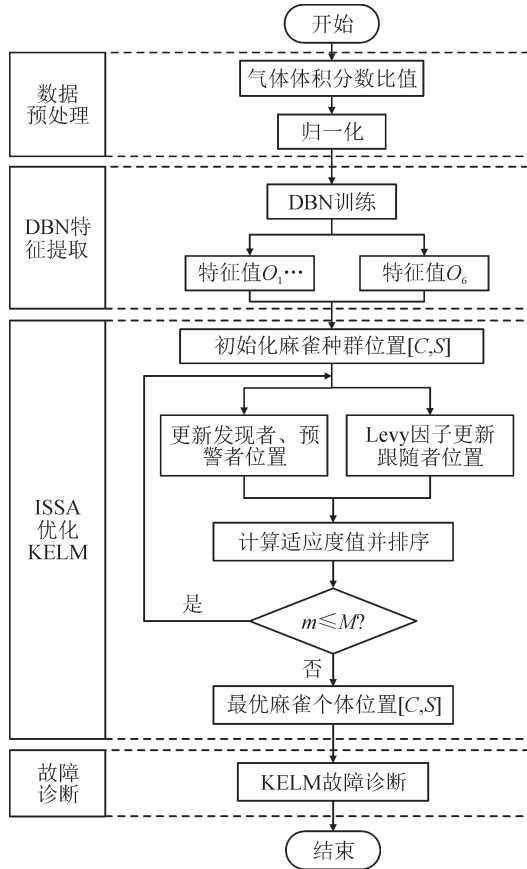 开始
数据
预处理
气体体积分数比值
归一化
DBN特
征提取
DBN训练
特征值O₁…
特征值O₆
ISSA
优化
KELM
初始化麻雀种群位置[C,S]
更新发现者、预
警者位置
Levy因子更新
跟随者位置
计算适应度值并排序
是
m≤M?
否
最优麻雀个体位置[C,S]
故障
诊断
KELM故障诊断
结束